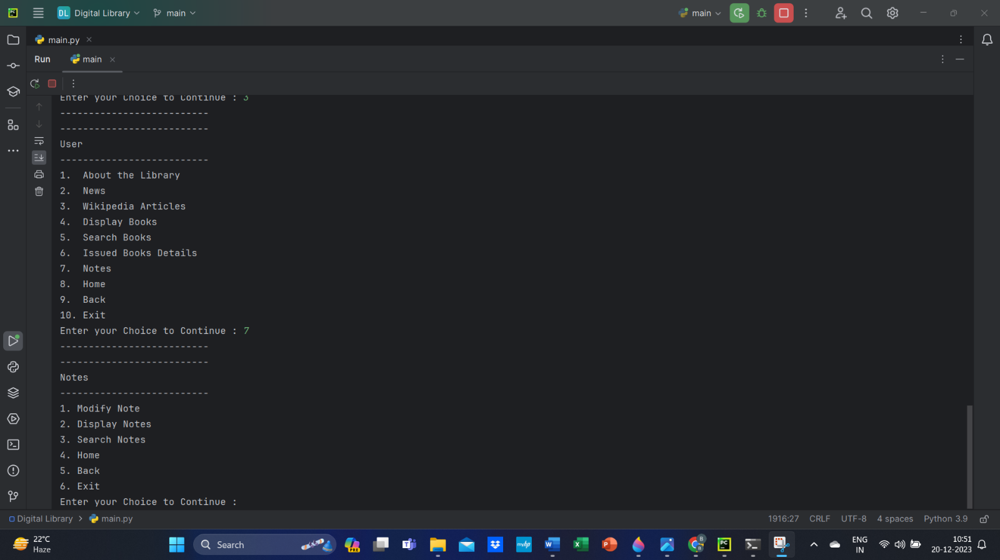 DL Digital Library main
main
main.py
Run main
Enter your Choice to Continue : 3
--------------------------
--------------------------
User
--------------------------
1.  About the Library
2.  News
3.  Wikipedia Articles
4.  Display Books
5.  Search Books
6.  Issued Books Details
7.  Notes
8.  Home
9.  Back
10. Exit
Enter your Choice to Continue : 7
--------------------------
--------------------------
Notes
--------------------------
1. Modify Note
2. Display Notes
3. Search Notes
4. Home
5. Back
6. Exit
Enter your Choice to Continue :
Digital Library > main.py
1916:27 CRLF UTF-8 4 spaces Python 3.9
22°C
Haze
Search
PRE
myhp
ENG
IN
10:51
20-12-2023